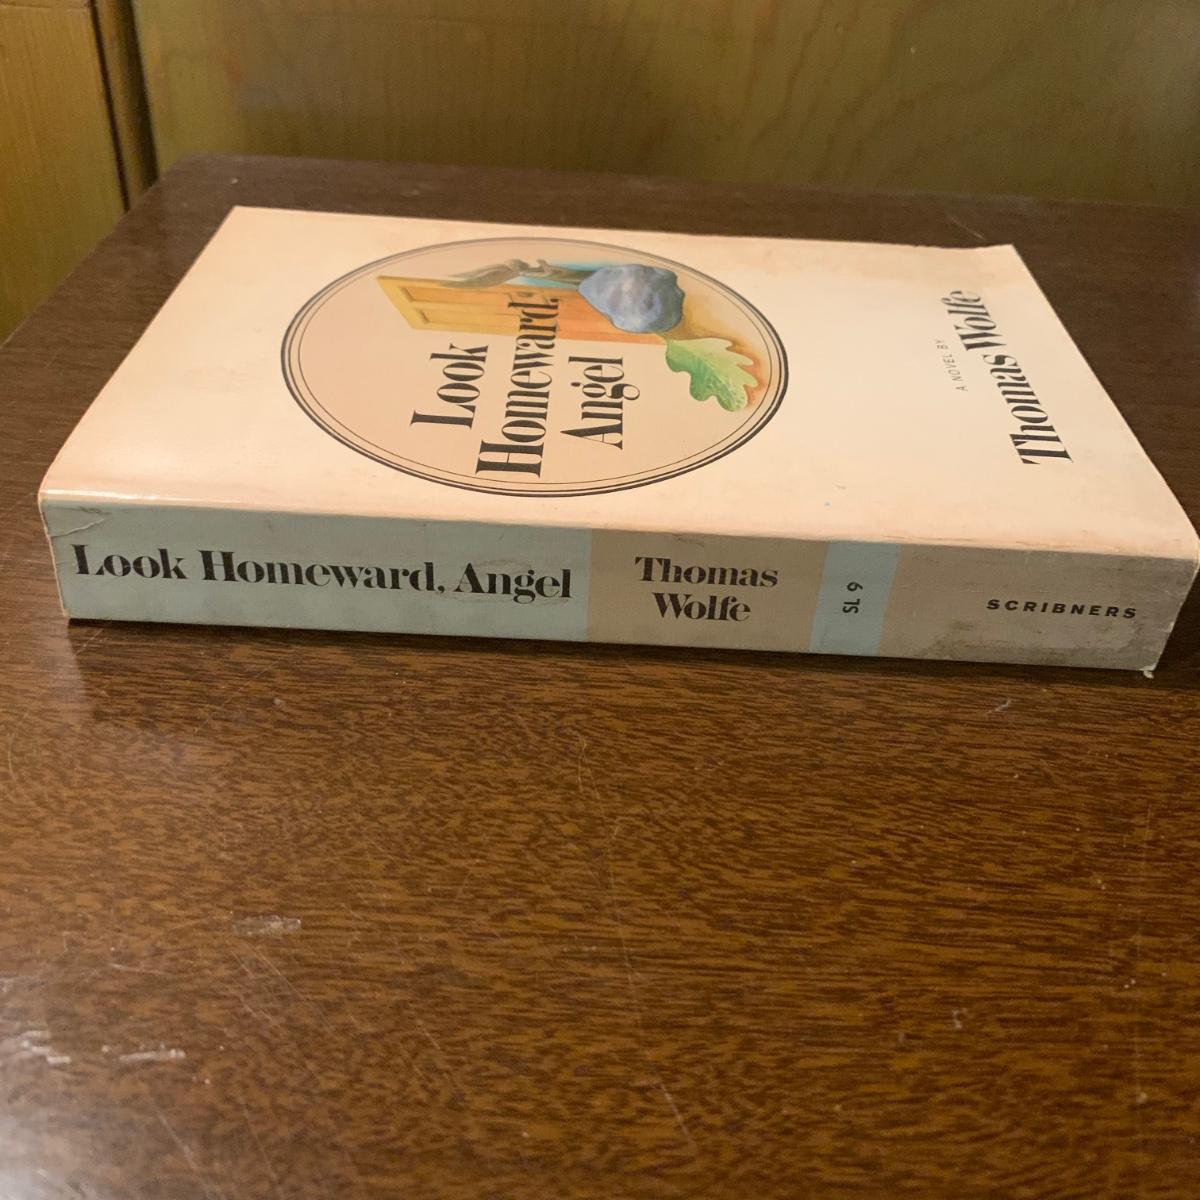 Look
Homeward,
Angel
A NOVEL BY
Thomas Wolfe
Look Homeward, Angel
Thomas
Wolfe
SL 9
SCRIBNERS